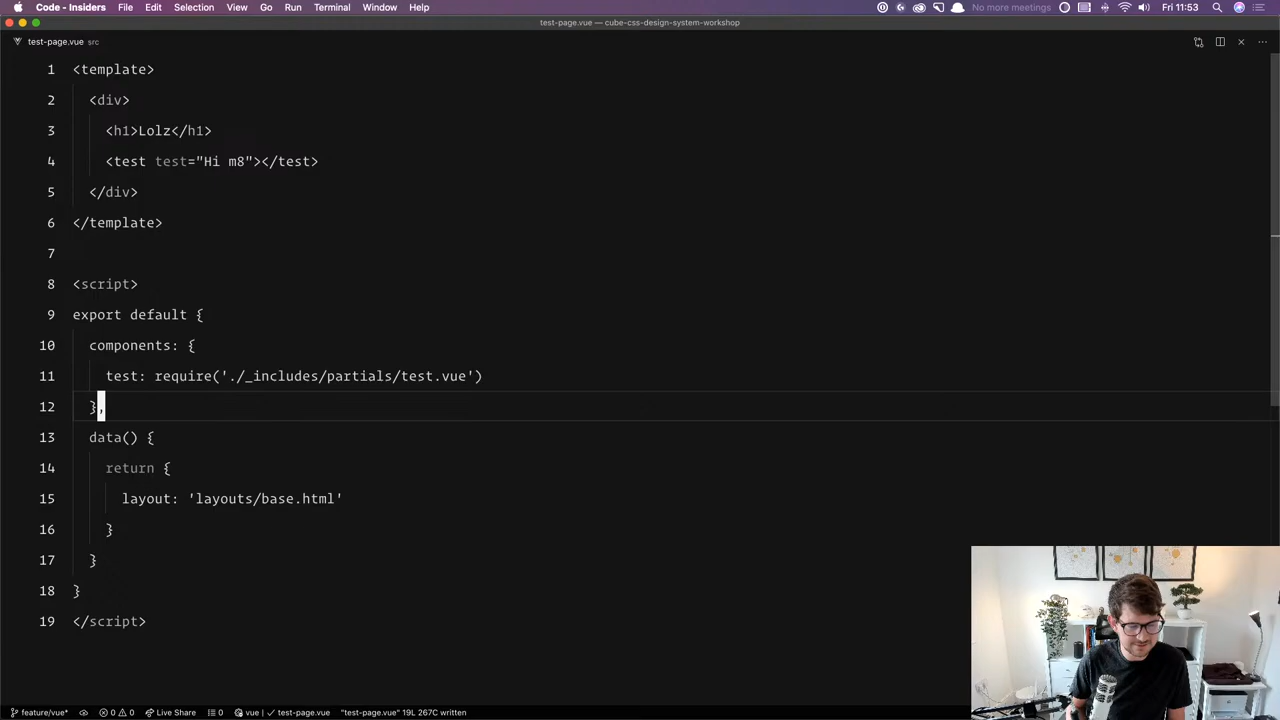 Code - Insiders File Edit Selection View Go Run Terminal Window Help No more meetings Fri 11:53
test-page.vue — cube-css-design-system-workshop
test-page.vue src
1 <template>
2 <div>
3 <h1>Lolz</h1>
4 <test test="Hi m8"></test>
5 </div>
6 </template>
7
8 <script>
9 export default {
10 components: {
11 test: require('./_includes/partials/test.vue')
12 },
13 data() {
14 return {
15 layout: 'layouts/base.html'
16 }
17 }
18 }
19 </script>
feature/vue* 0 0 Live Share 0 vue | ✓ test-page.vue "test-page.vue" 19L 267C written